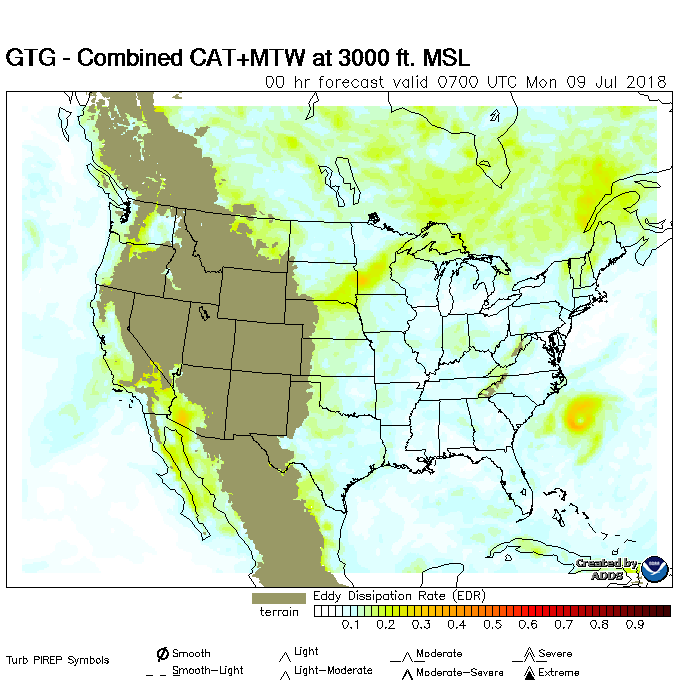 GTG - Combined CAT+MTW at 3000 ft. MSL
00 hr forecast valid 0700 UTC Mon 09 Jul 2018
Created by
ADDS
NOAA
Eddy Dissipation Rate (EDR)
terrain
0.1 0.2 0.3 0.4 0.5 0.6 0.7 0.8 0.9
Turb PIREP Symbols
Smooth
Light
Moderate
Severe
Smooth-Light
Light-Moderate
Moderate-Severe
Extreme